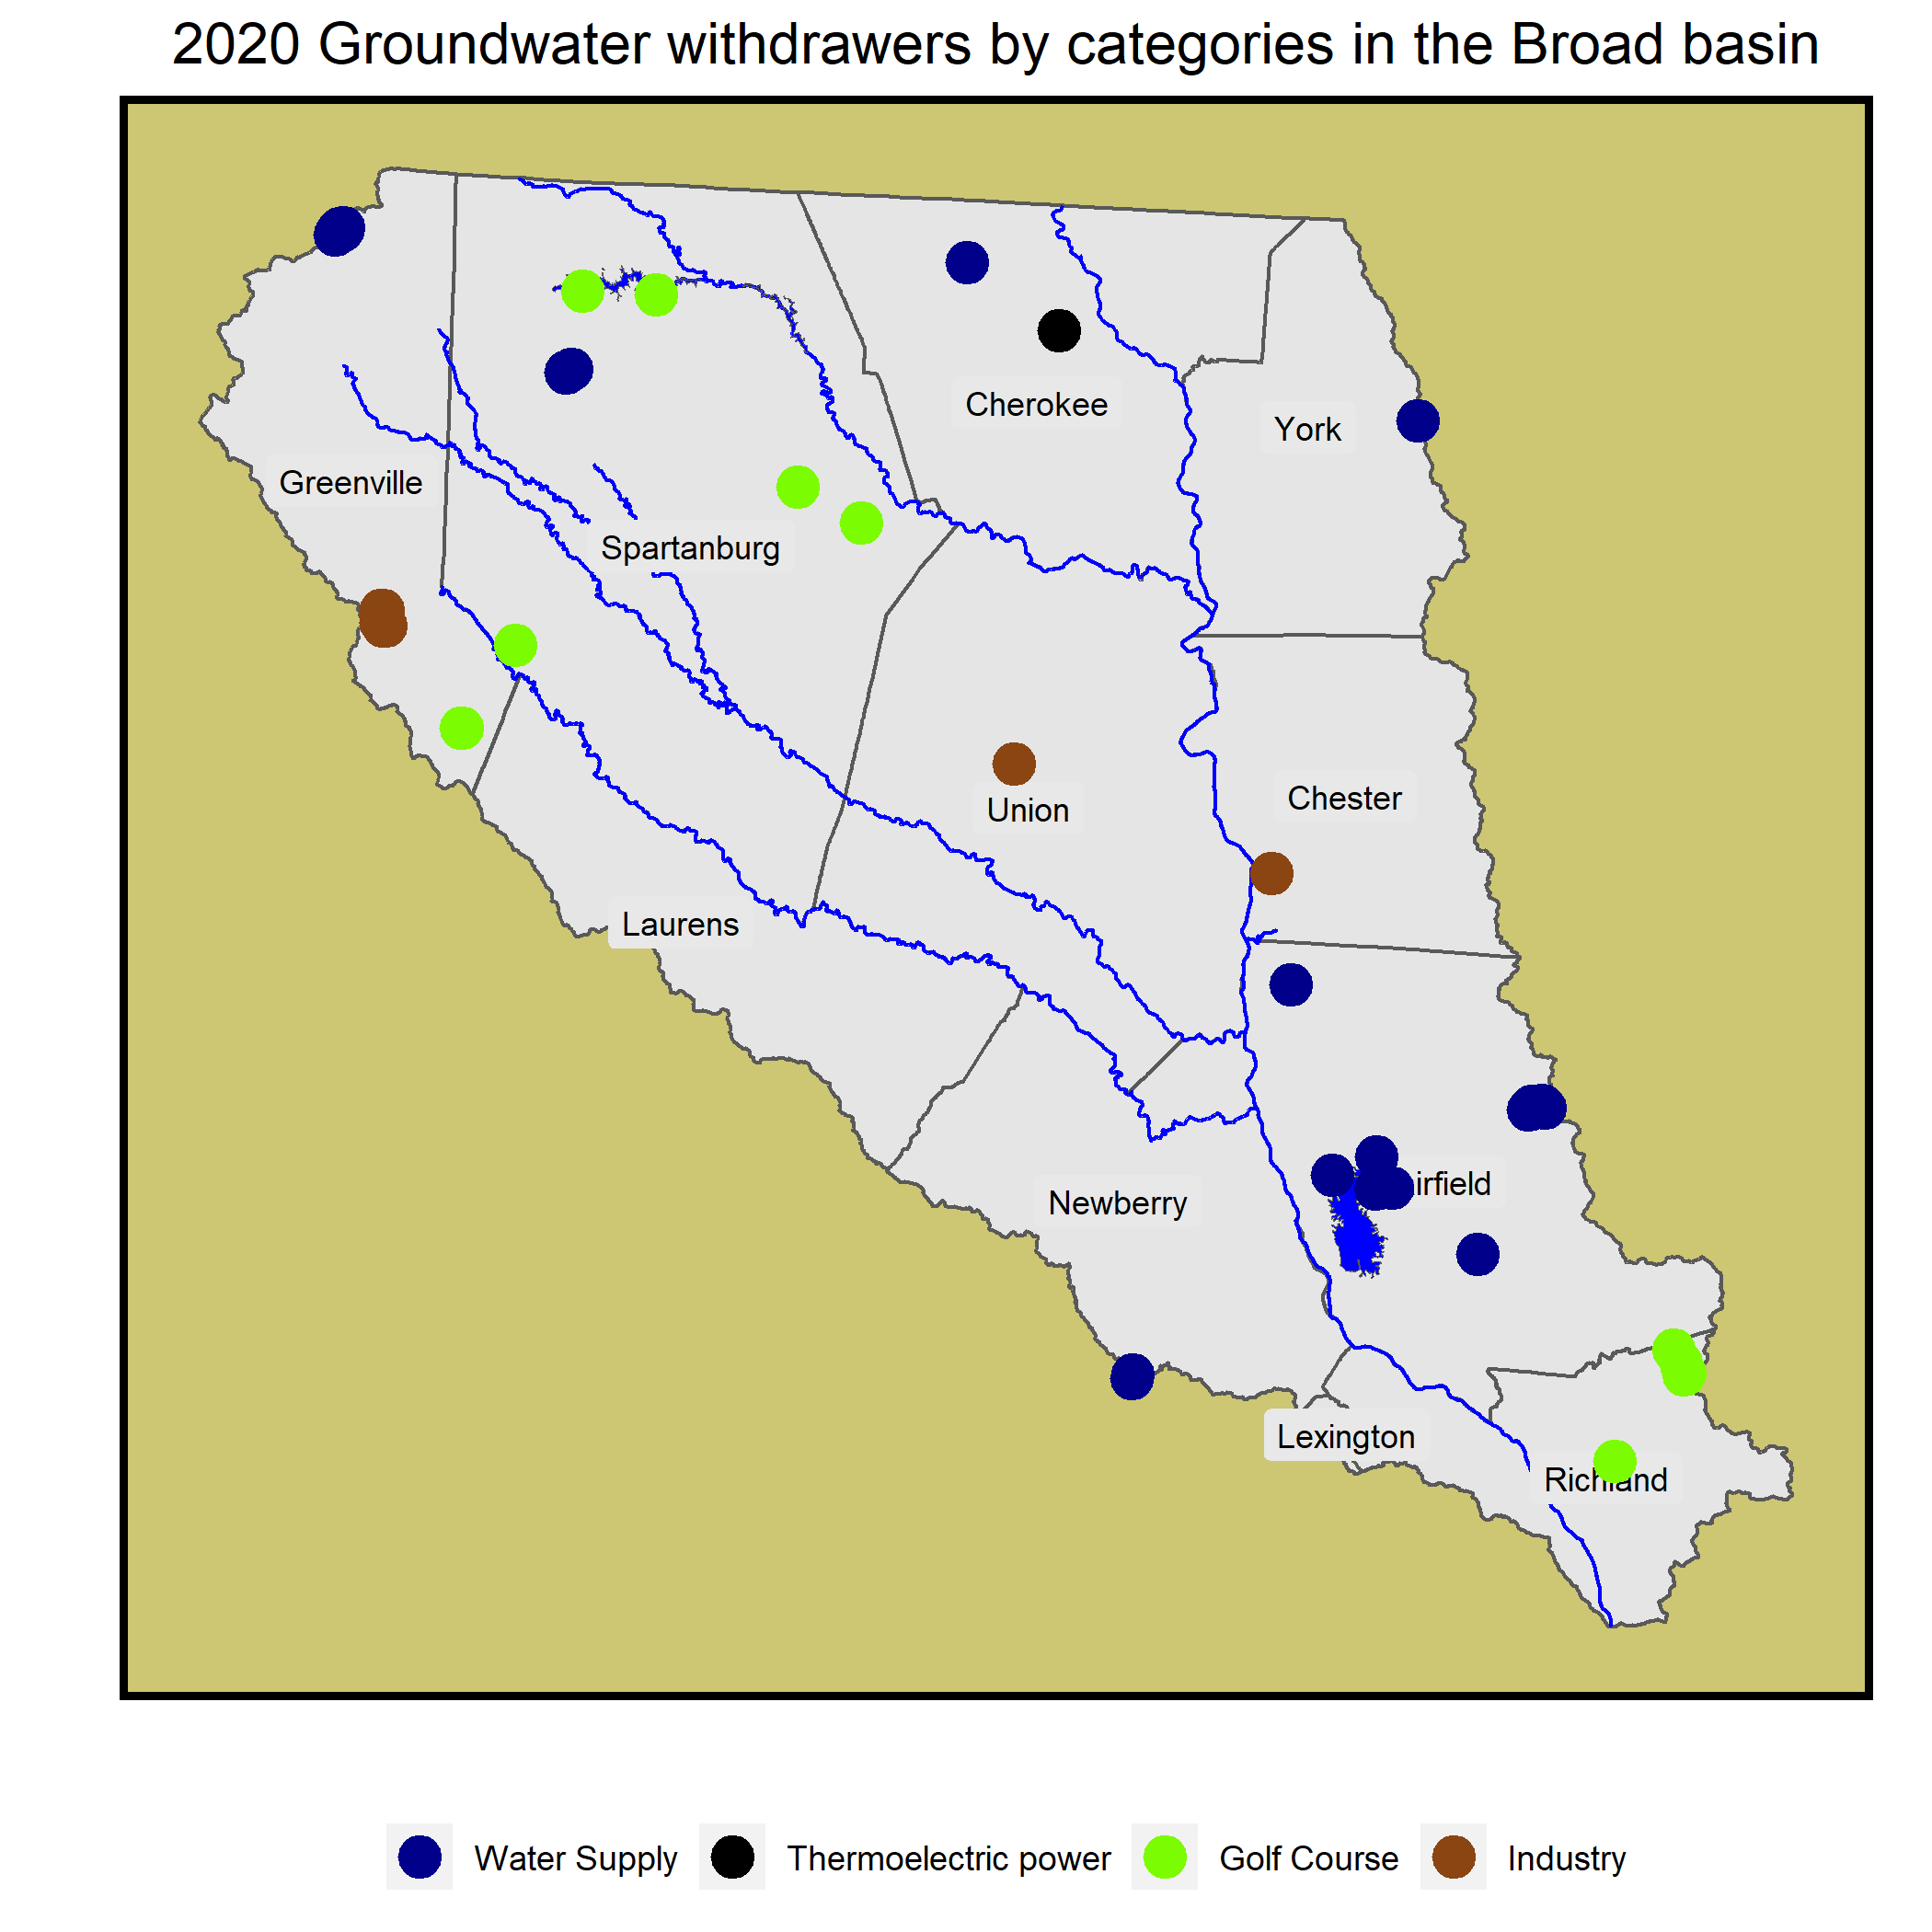 2020 Groundwater withdrawers by categories in the Broad basin
Cherokee
York
Greenville
Spartanburg
Chester
Union
Laurens
irfield
Newberry
Lexington
Richland
Water Supply
Thermoelectric power
Golf Course
Industry